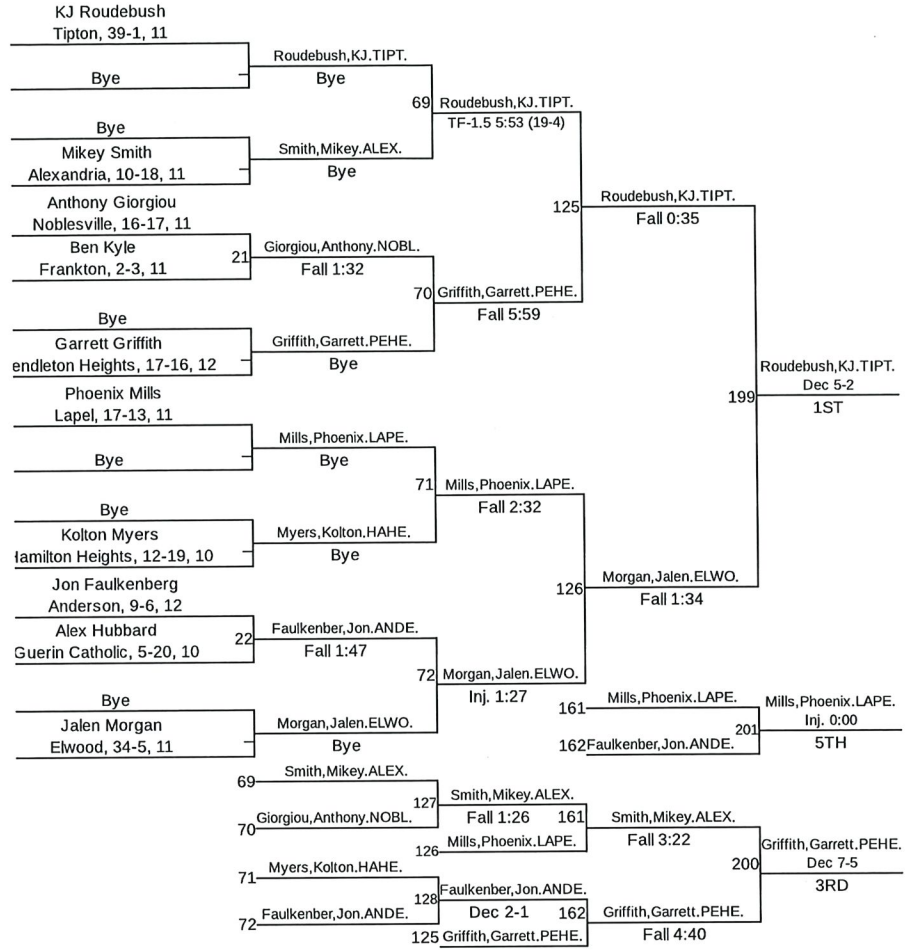 KJ Roudebush
Tipton, 39-1, 11
Roudebush,KJ.TIPT.
Bye
Bye
69
Roudebush,KJ.TIPT.
TF-1.5 5:53 (19-4)
Bye
Mikey Smith
Smith,Mikey.ALEX.
Alexandria, 10-18, 11
Bye
Anthony Giorgiou
Noblesville, 16-17, 11
125
Roudebush,KJ.TIPT.
Fall 0:35
Ben Kyle
Frankton, 2-3, 11
21
Giorgiou,Anthony.NOBL.
Fall 1:32
70
Griffith,Garrett.PEHE.
Fall 5:59
Bye
Garrett Griffith
Griffith,Garrett.PEHE.
endleton Heights, 17-16, 12
Bye
Roudebush,KJ.TIPT.
Dec 5-2
199
1ST
Phoenix Mills
Lapel, 17-13, 11
Mills,Phoenix.LAPE.
Bye
Bye
71
Mills,Phoenix.LAPE.
Fall 2:32
Bye
Kolton Myers
Myers,Kolton.HAHE.
Hamilton Heights, 12-19, 10
Bye
Jon Faulkenberg
Anderson, 9-6, 12
126
Morgan,Jalen.ELWO.
Fall 1:34
Alex Hubbard
Guerin Catholic, 5-20, 10
22
Faulkenber,Jon.ANDE.
Fall 1:47
72
Morgan,Jalen.ELWO.
Inj. 1:27
Bye
Jalen Morgan
Morgan,Jalen.ELWO.
Elwood, 34-5, 11
Bye
161
Mills,Phoenix.LAPE.
Mills,Phoenix.LAPE.
Inj. 0:00
201
5TH
162
Faulkenber,Jon.ANDE.
69
Smith,Mikey.ALEX.
127
Smith,Mikey.ALEX.
Fall 1:26
161
Smith,Mikey.ALEX.
Fall 3:22
70
Giorgiou,Anthony.NOBL.
126
Mills,Phoenix.LAPE.
Griffith,Garrett.PEHE.
Dec 7-5
200
3RD
71
Myers,Kolton.HAHE.
128
Faulkenber,Jon.ANDE.
Dec 2-1
162
Griffith,Garrett.PEHE.
Fall 4:40
72
Faulkenber,Jon.ANDE.
125
Griffith,Garrett.PEHE.